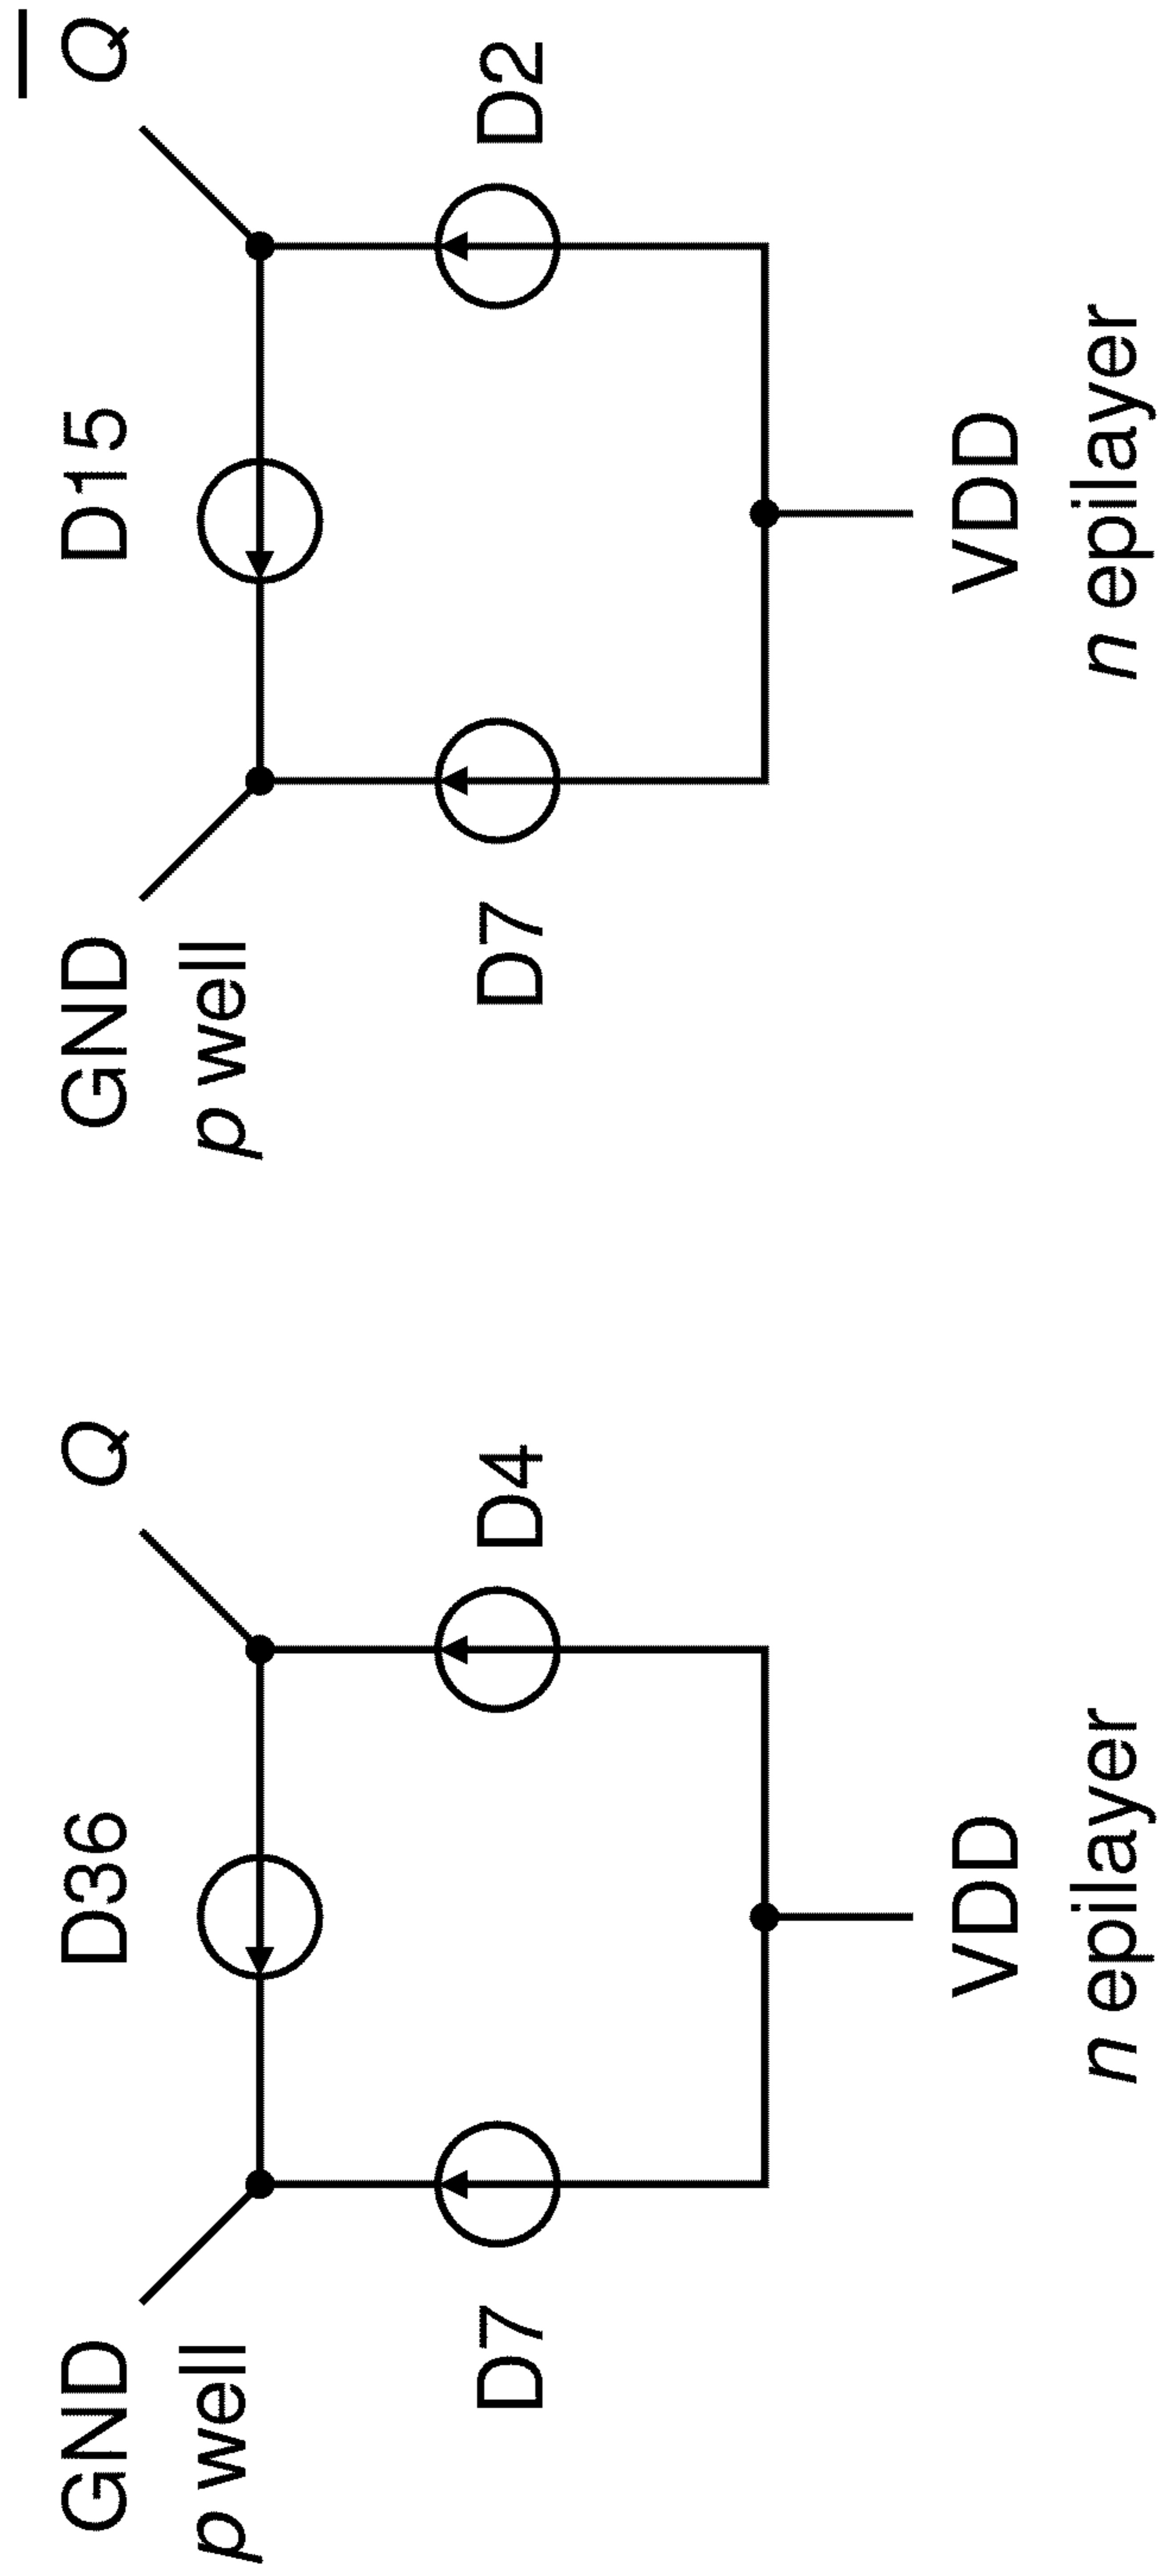 GND
p well
D36
Q
D7
D4
VDD
n epilayer
GND
p well
D15
Q̅
D7
D2
VDD
n epilayer